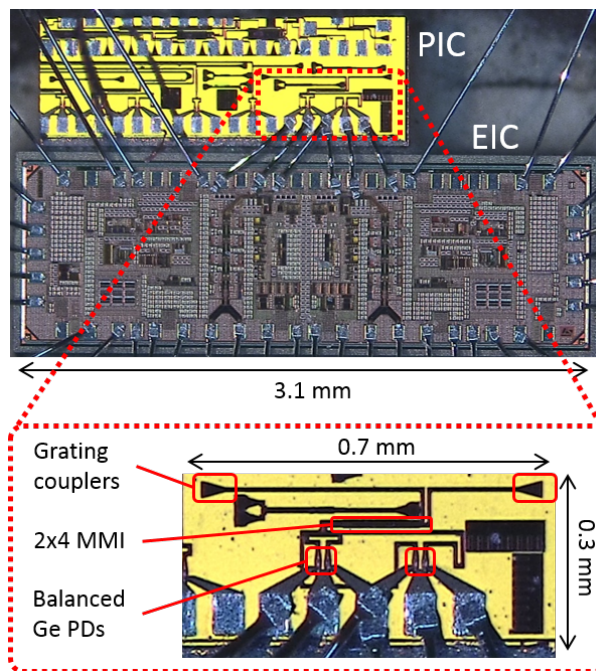 PIC
EIC
3.1 mm
Grating
couplers
0.7 mm
2x4 MMI
0.3 mm
Balanced
Ge PDs